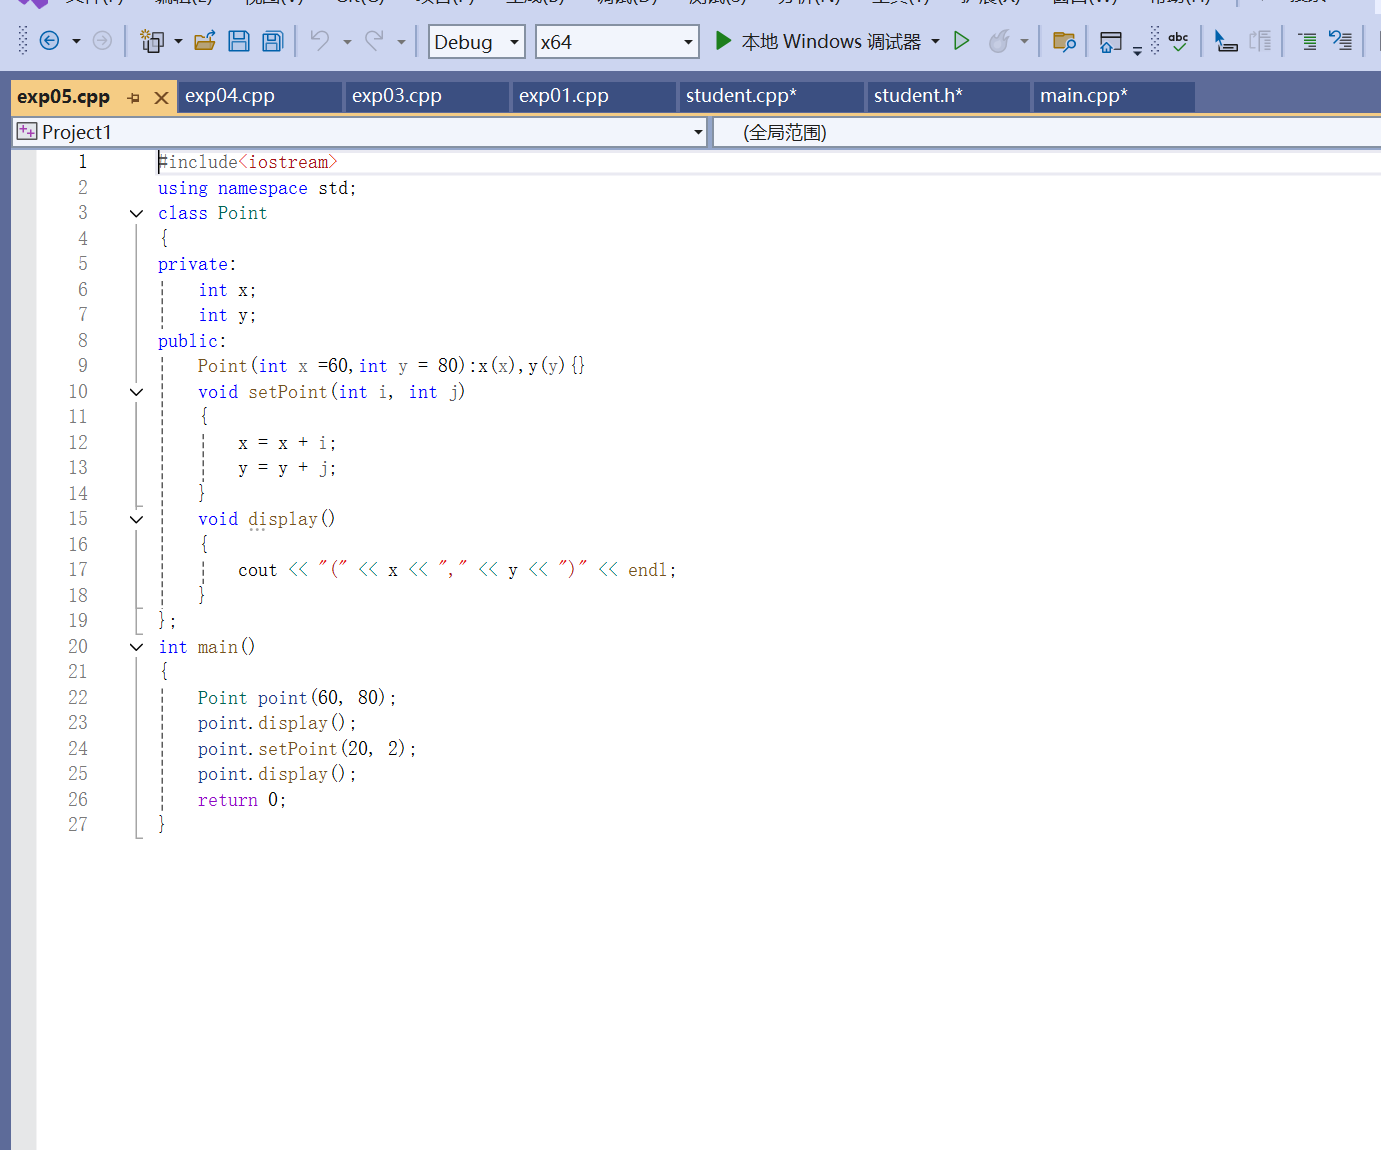 Debug x64 本地 Windows 调试器
exp05.cpp exp04.cpp exp03.cpp exp01.cpp student.cpp* student.h* main.cpp*
Project1 (全局范围)
1 #include<iostream>
2 using namespace std;
3 class Point
4 {
5 private:
6 int x;
7 int y;
8 public:
9 Point(int x =60,int y = 80):x(x),y(y){}
10 void setPoint(int i, int j)
11 {
12 x = x + i;
13 y = y + j;
14 }
15 void display()
16 {
17 cout << "(" << x << "," << y << ")" << endl;
18 }
19 };
20 int main()
21 {
22 Point point(60, 80);
23 point.display();
24 point.setPoint(20, 2);
25 point.display();
26 return 0;
27 }